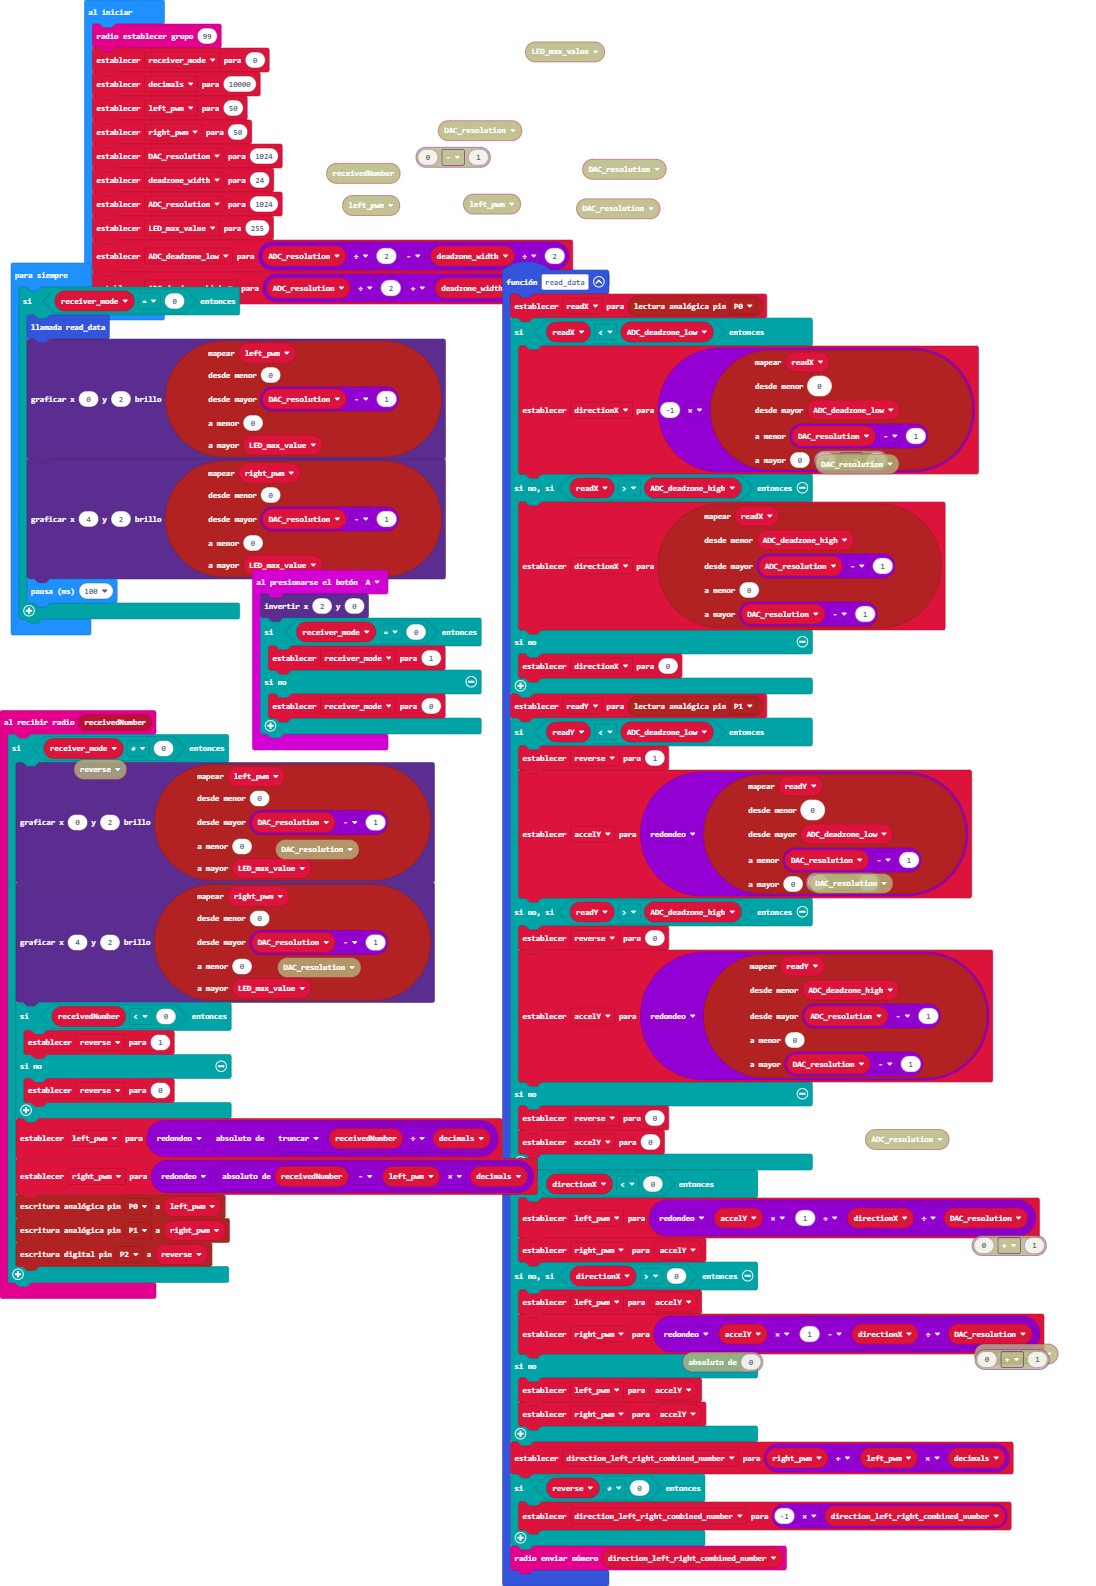 al iniciar
radio establecer grupo 99
establecer receiver_mode para 0
establecer decimals para 10000
establecer left_pwm para 50
establecer right_pwm para 50
establecer DAC_resolution para 1024
establecer deadzone_width para 24
establecer ADC_resolution para 1024
establecer LED_max_value para 255
establecer ADC_deadzone_low para ADC_resolution ÷ 2 - deadzone_width ÷ 2
para ADC_resolution ÷ 2 + deadzone_width
LED_max_value
DAC_resolution
0 - 1
receivedNumber
DAC_resolution
left_pwm
left_pwm
DAC_resolution
para siempre
si receiver_mode = 0 entonces
llamada read_data
graficar x 0 y 2 brillo
mapear left_pwm
desde menor 0
desde mayor DAC_resolution - 1
a menor 0
a mayor LED_max_value
graficar x 4 y 2 brillo
mapear right_pwm
desde menor 0
desde mayor DAC_resolution - 1
a menor 0
a mayor LED_max_value
pausa (ms) 100
al presionarse el botón A
invertir x 2 y 0
si receiver_mode = 0 entonces
establecer receiver_mode para 1
si no
establecer receiver_mode para 0
al recibir radio receivedNumber
si receiver_mode ≠ 0 entonces
reverse
graficar x 0 y 2 brillo
mapear left_pwm
desde menor 0
desde mayor DAC_resolution - 1
a menor 0
DAC_resolution
a mayor LED_max_value
graficar x 4 y 2 brillo
mapear right_pwm
desde menor 0
desde mayor DAC_resolution - 1
a menor 0
DAC_resolution
a mayor LED_max_value
si receivedNumber < 0 entonces
establecer reverse para 1
si no
establecer reverse para 0
establecer left_pwm para redondeo absoluto de truncar receivedNumber ÷ decimals
establecer right_pwm para redondeo absoluto de receivedNumber - left_pwm × decimals
escritura analógica pin P0 a left_pwm
escritura analógica pin P1 a right_pwm
escritura digital pin P2 a reverse
función read_data
establecer readX para lectura analógica pin P0
si readX < ADC_deadzone_low entonces
establecer directionX para -1 ×
mapear readX
desde menor 0
desde mayor ADC_deadzone_low
a menor DAC_resolution - 1
a mayor 0
DAC_resolution
si no, si readX > ADC_deadzone_high entonces
establecer directionX para
mapear readX
desde menor ADC_deadzone_high
desde mayor ADC_resolution - 1
a menor 0
a mayor DAC_resolution - 1
si no
establecer directionX para 0
establecer readY para lectura analógica pin P1
si readY < ADC_deadzone_low entonces
establecer reverse para 1
establecer accelY para redondeo
mapear readY
desde menor 0
desde mayor ADC_deadzone_low
a menor DAC_resolution - 1
a mayor 0
DAC_resolution
si no, si readY > ADC_deadzone_high entonces
establecer reverse para 0
establecer accelY para redondeo
mapear readY
desde menor ADC_deadzone_high
desde mayor ADC_resolution - 1
a menor 0
a mayor DAC_resolution - 1
si no
establecer reverse para 0
establecer accelY para 0
ADC_resolution
directionX < 0 entonces
establecer left_pwm para redondeo accelY × 1 + directionX ÷ DAC_resolution
0 + 1
establecer right_pwm para accelY
si no, si directionX > 0 entonces
establecer left_pwm para accelY
establecer right_pwm para redondeo accelY × 1 - directionX ÷ DAC_resolution
0 + 1
si no
absoluto de 0
establecer left_pwm para accelY
establecer right_pwm para accelY
establecer direction_left_right_combined_number para right_pwm + left_pwm × decimals
si reverse ≠ 0 entonces
establecer direction_left_right_combined_number para -1 × direction_left_right_combined_number
radio enviar número direction_left_right_combined_number